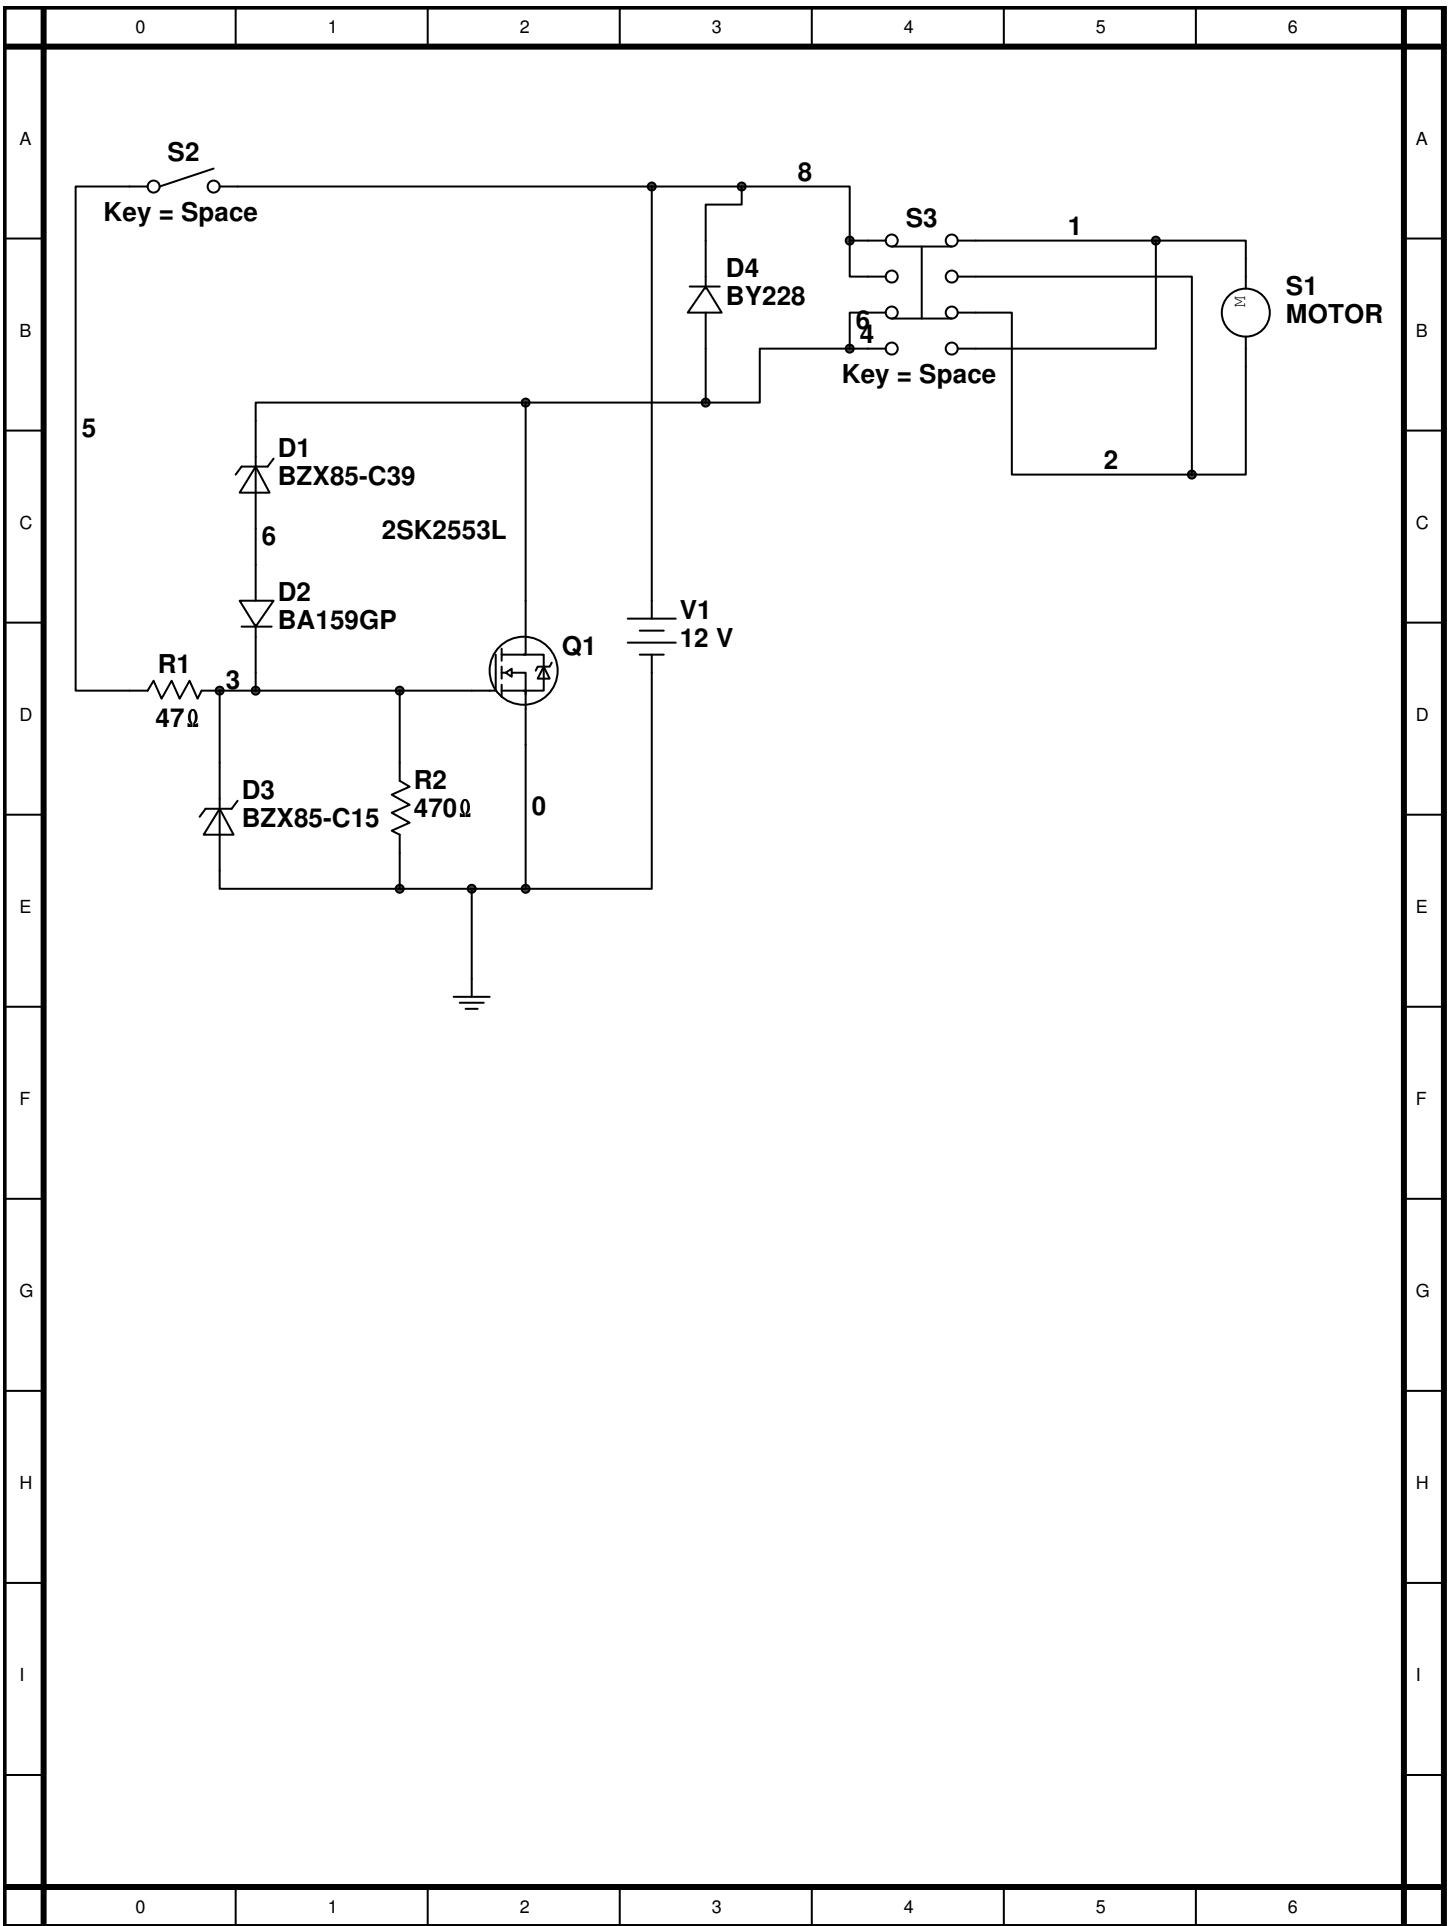 0 1 2 3 4 5 6
A A
S2
Key = Space
8
S3
1
D4
BY228
S1
M
MOTOR
B B
6
4
Key = Space
5
D1
BZX85-C39
2
C C
6
2SK2553L
D2
BA159GP
V1
12 V
Q1
R1
3
47Ω
D D
D3
BZX85-C15
R2
470Ω
0
E E
F F
G G
H H
I I
0 1 2 3 4 5 6